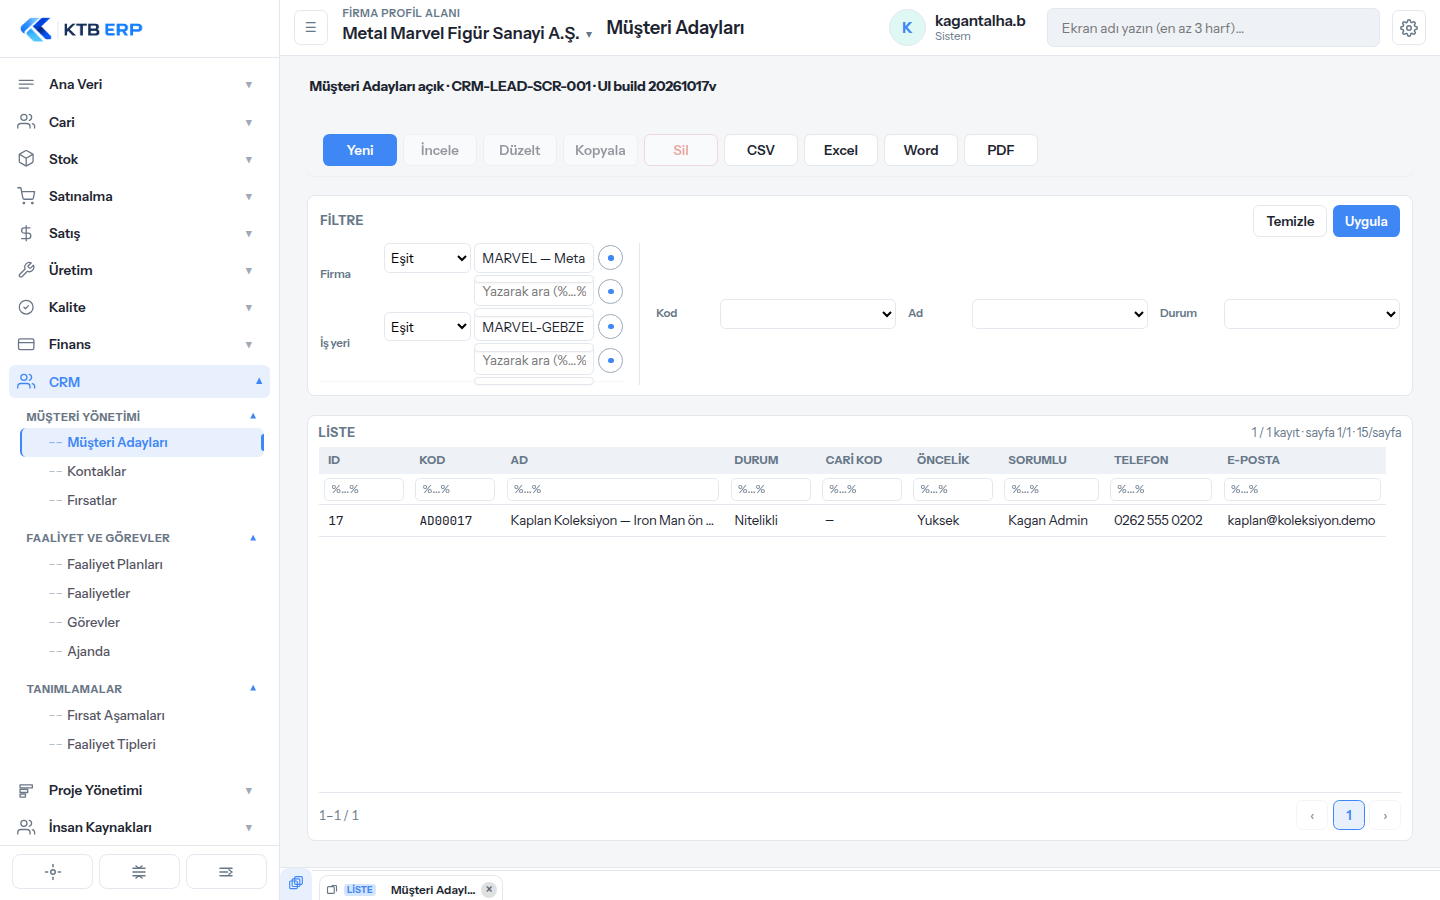 KTB ERP
Ana Veri
Cari
Stok
Satınalma
Satış
Üretim
Kalite
Finans
CRM
MÜŞTERİ YÖNETİMİ
Müşteri Adayları
Kontaklar
Fırsatlar
FAALİYET VE GÖREVLER
Faaliyet Planları
Faaliyetler
Görevler
Ajanda
TANIMLAMALAR
Fırsat Aşamaları
Faaliyet Tipleri
Proje Yönetimi
İnsan Kaynakları
FİRMA PROFİL ALANI
Metal Marvel Figür Sanayi A.Ş.
Müşteri Adayları
K
kagantalha.b
Sistem
Ekran adı yazın (en az 3 harf)...
Müşteri Adayları açık · CRM-LEAD-SCR-001 · UI build 20261017v
Yeni İncele Düzelt Kopyala Sil CSV Excel Word PDF
FİLTRE
Temizle Uygula
Firma Eşit MARVEL — Meta
Yazarak ara (%...%
İş yeri Eşit MARVEL-GEBZE
Yazarak ara (%...%
Kod Ad Durum
LİSTE
1 / 1 kayıt · sayfa 1/1 · 15/sayfa
ID KOD AD DURUM CARİ KOD ÖNCELİK SORUMLU TELEFON E-POSTA
%...% %...% %...% %...% %...% %...% %...% %...% %...%
17 AD00017 Kaplan Koleksiyon — Iron Man ön ... Nitelikli — Yuksek Kagan Admin 0262 555 0202 kaplan@koleksiyon.demo
1–1 / 1
‹ 1 ›
LİSTE Müşteri Adayl... ×